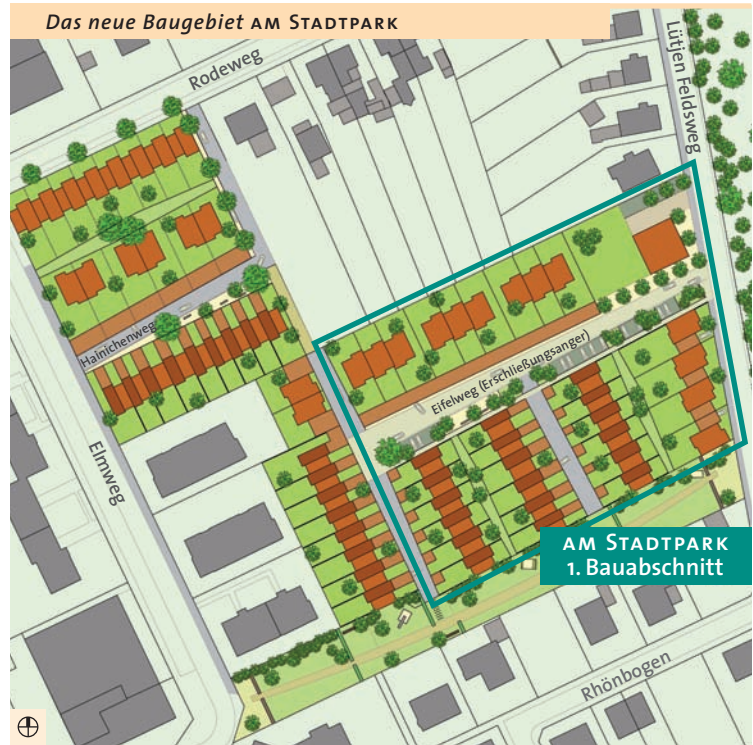 Das neue Baugebiet AM STADTPARK
Rodeweg
Lütjen Feldsweg
Hainichenweg
Eifelweg (Erschließungsanger)
Elmweg
AM STADTPARK
1. Bauabschnitt
Rhönbogen